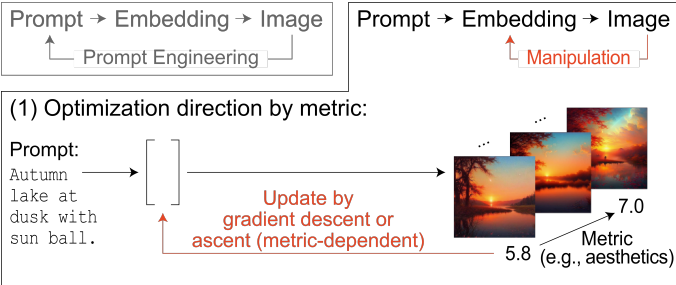 Prompt → Embedding → Image
Prompt Engineering
Prompt → Embedding → Image
Manipulation
(1) Optimization direction by metric:
Prompt:
Autumn
lake at
dusk with
sun ball.
Update by
gradient descent or
ascent (metric-dependent)
...
...
7.0
5.8
Metric
(e.g., aesthetics)